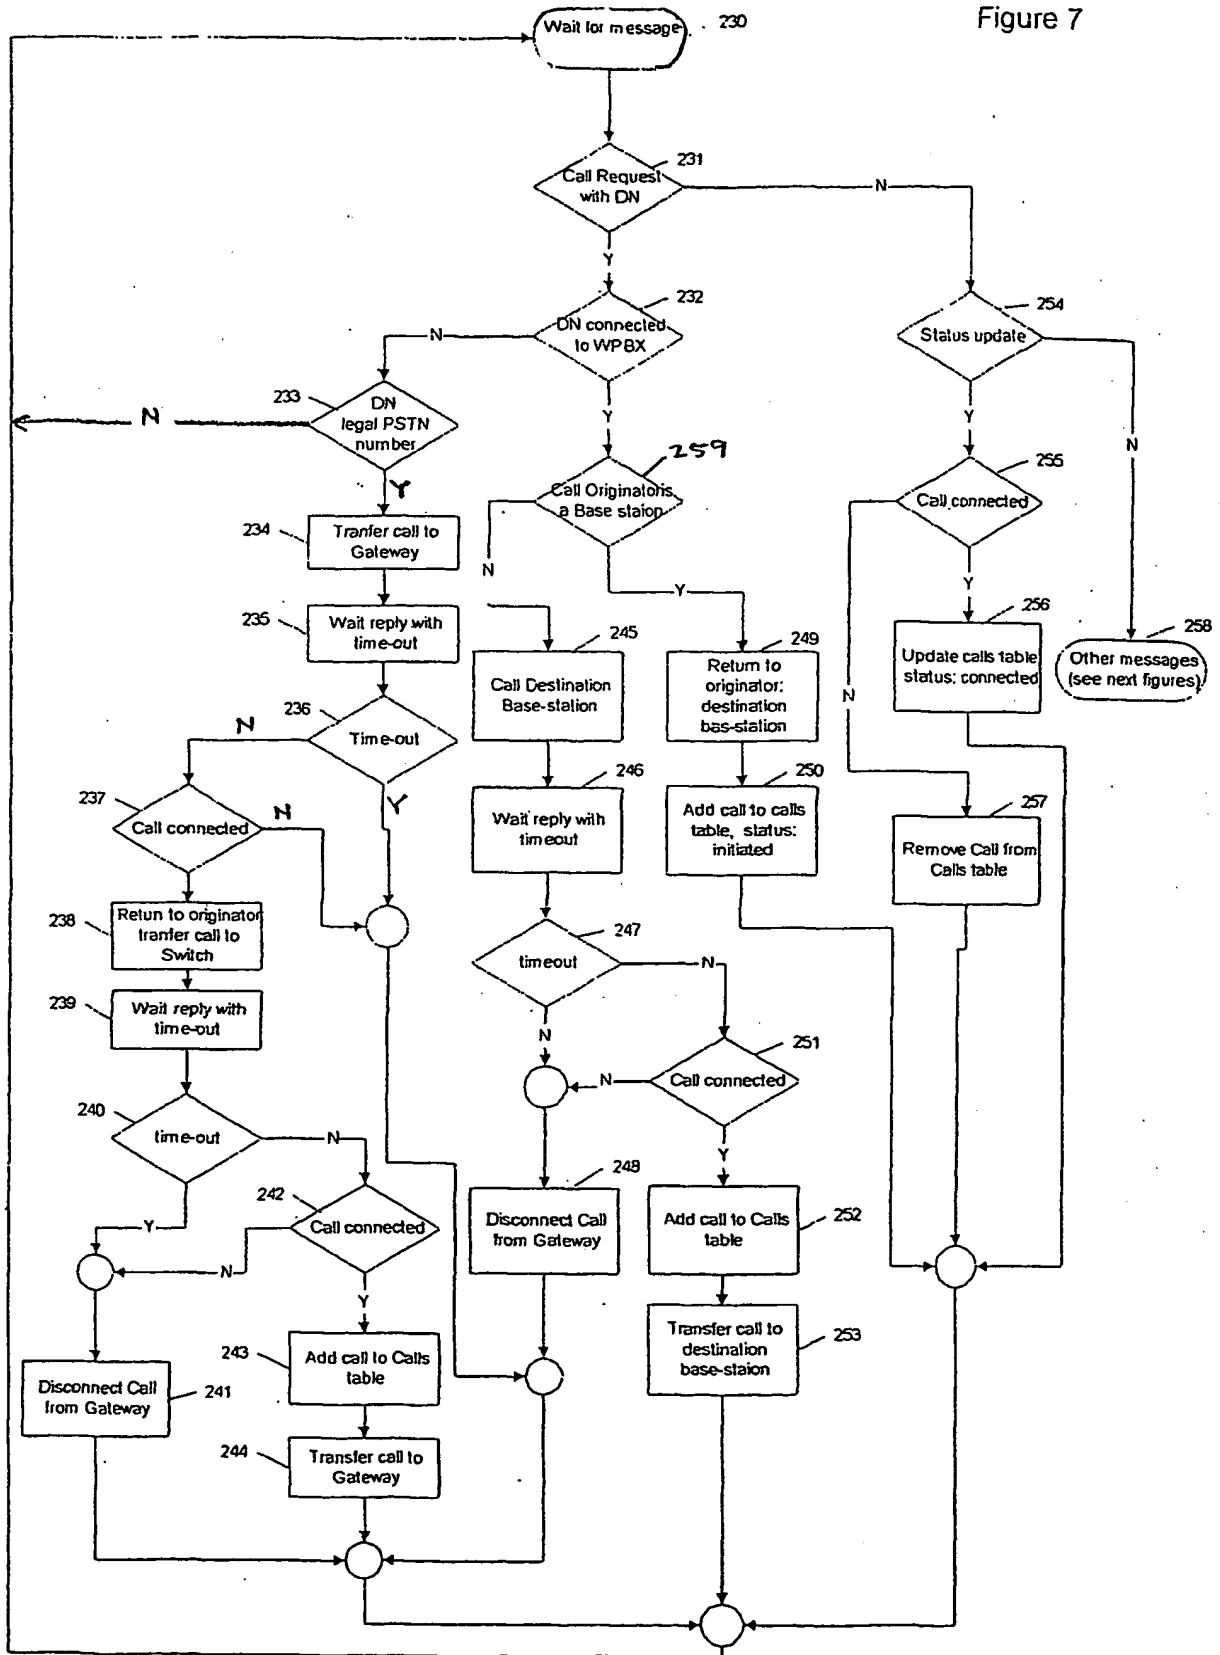 Figure 7
Wait for message
230
Call Request
with DN
231
N
Y
DN connected
to WPBX
232
N
Y
Status update
254
Y
N
233
DN
legal PSTN
number
N
Y
259
Call Originatoris
a Base staion
N
Y
255
Call connected
Y
N
234
Tranfer call to
Gateway
235
Wait reply with
time-out
245
Call Destination
Base-station
249
Return to
originator:
destination
bas-station
256
Update calls table
status: connected
258
Other messages
(see next figures)
236
Time-out
N
Y
246
Wait reply with
timeout
250
Add call to calls
table, status:
initiated
257
Remove Call from
Calls table
237
Call connected
N
238
Retun to originator
tranfer call to
Switch
247
timeout
N
N
239
Wait reply with
time-out
251
Call connected
N
Y
240
time-out
N
Y
242
Call connected
N
Y
248
Disconnect Call
from Gateway
252
Add call to Calls
table
243
Add call to Calls
table
253
Transfer call to
destination
base-staion
241
Disconnect Call
from Gateway
244
Transfer call to
Gateway